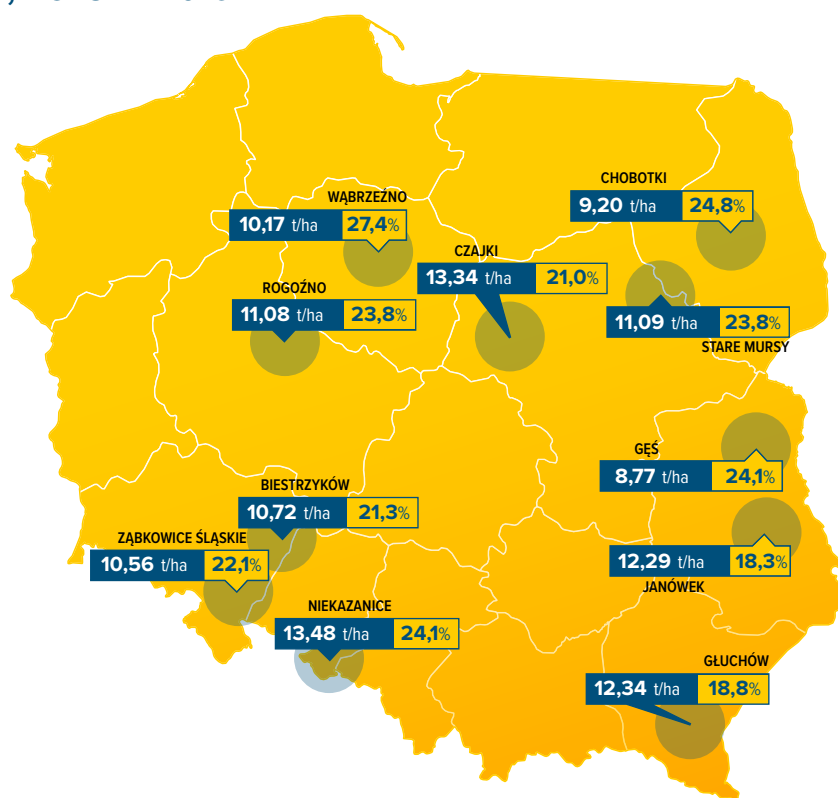 CHOBOTKI
9,20 t/ha 24,8%
WĄBRZEŹNO
10,17 t/ha 27,4%
CZAJKI
13,34 t/ha 21,0%
ROGOŹNO
11,08 t/ha 23,8%
11,09 t/ha 23,8%
STARE MURSY
GĘŚ
8,77 t/ha 24,1%
BIESTRZYKÓW
10,72 t/ha 21,3%
ZĄBKOWICE ŚLĄSKIE
10,56 t/ha 22,1%
12,29 t/ha 18,3%
JANÓWEK
NIEKAZANICE
13,48 t/ha 24,1%
GŁUCHÓW
12,34 t/ha 18,8%